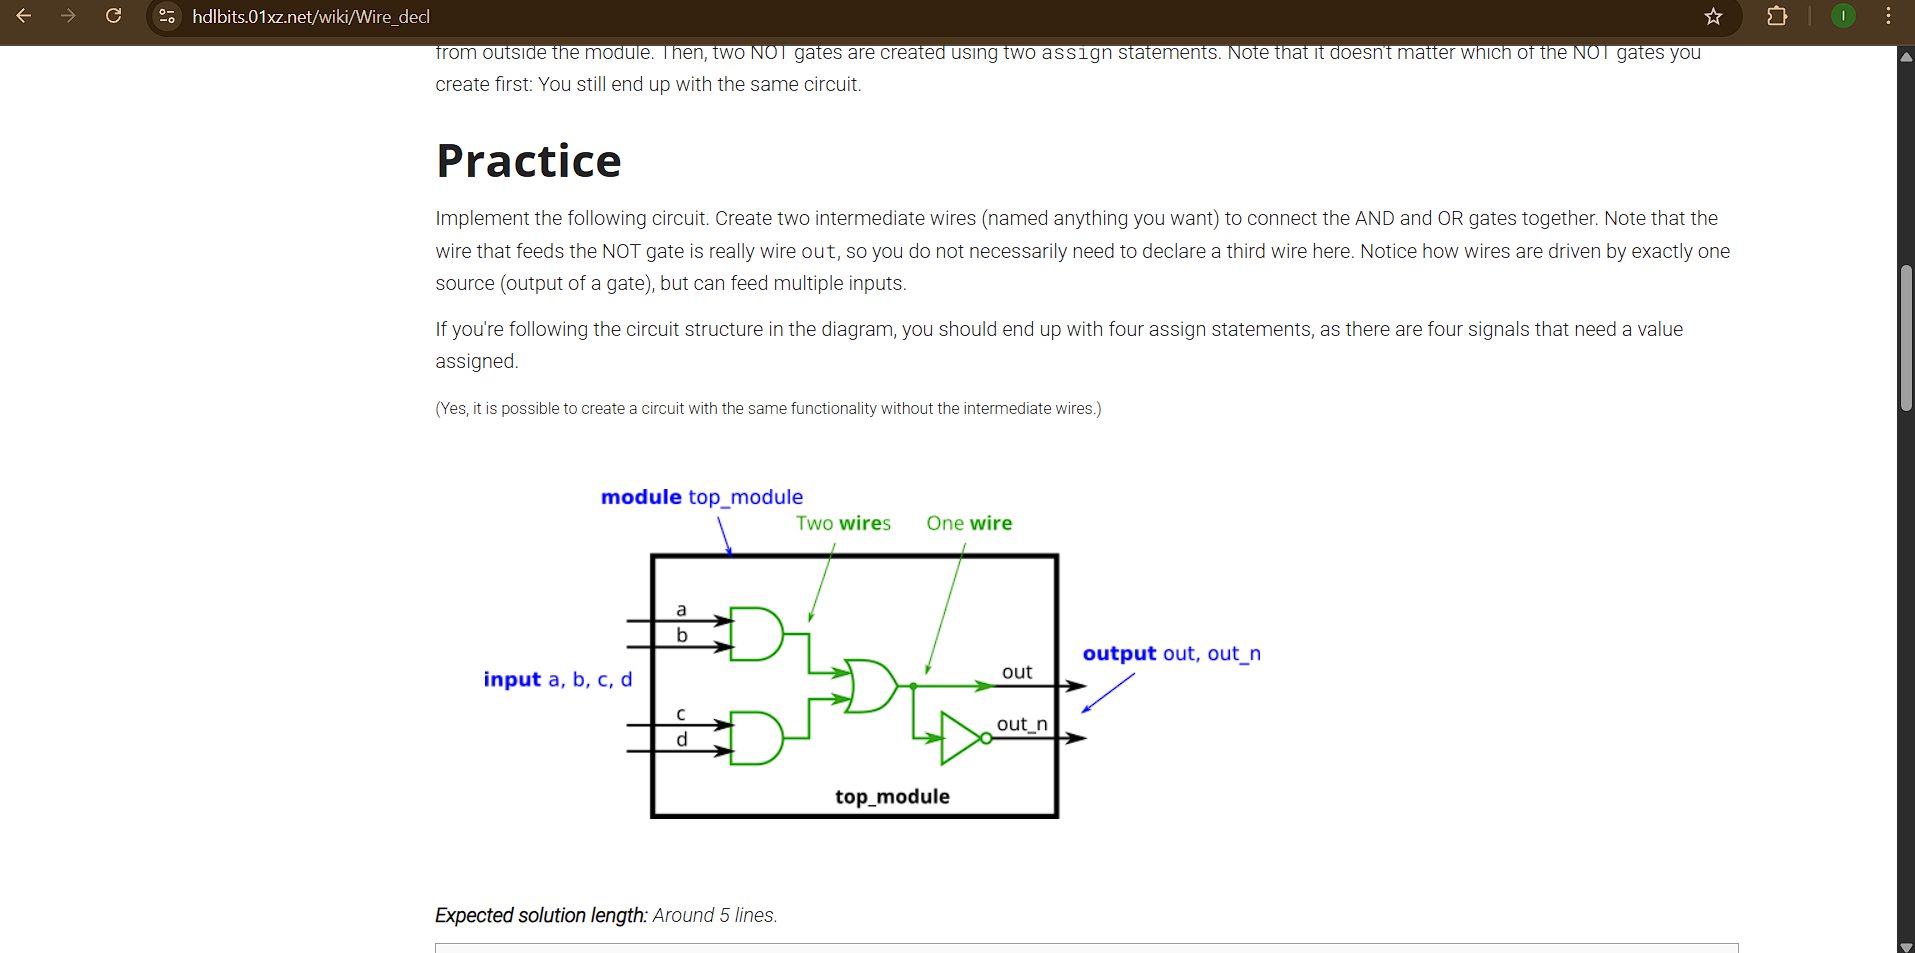 hdlbits.01xz.net/wiki/Wire_decl
I
from outside the module. Then, two NOT gates are created using two assign statements. Note that it doesn't matter which of the NOT gates you
create first: You still end up with the same circuit.
Practice
Implement the following circuit. Create two intermediate wires (named anything you want) to connect the AND and OR gates together. Note that the
wire that feeds the NOT gate is really wire out, so you do not necessarily need to declare a third wire here. Notice how wires are driven by exactly one
source (output of a gate), but can feed multiple inputs.
If you're following the circuit structure in the diagram, you should end up with four assign statements, as there are four signals that need a value
assigned.
(Yes, it is possible to create a circuit with the same functionality without the intermediate wires.)
module top_module
Two wires One wire
a
b
input a, b, c, d
c
d
out
out_n
output out, out_n
top_module
Expected solution length: Around 5 lines.